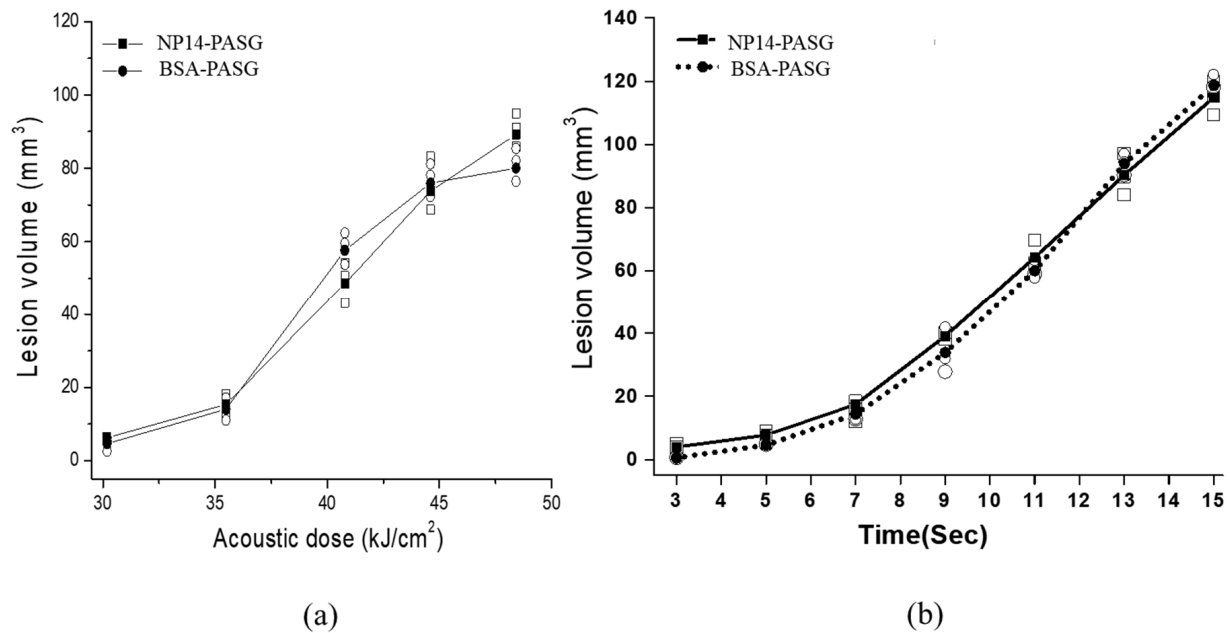 120
100
80
60
40
20
0
Lesion volume (mm³)
NP14-PASG
BSA-PASG
30 35 40 45 50
Acoustic dose (kJ/cm²)
(a)
140
120
100
80
60
40
20
0
Lesion volume (mm³)
NP14-PASG
BSA-PASG
3 4 5 6 7 8 9 10 11 12 13 14 15
Time(Sec)
(b)